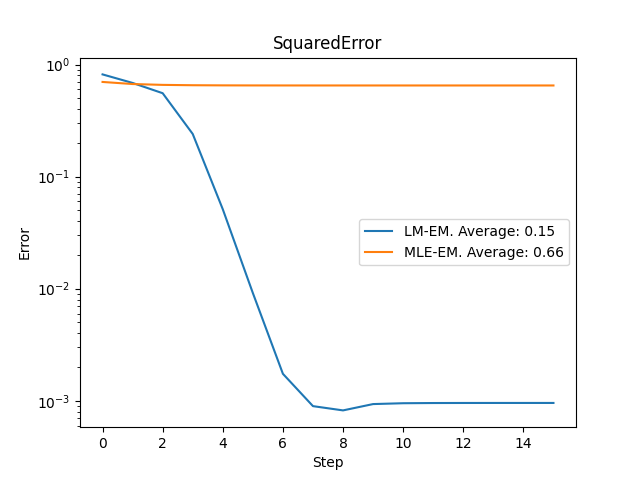 SquaredError
Error
10⁰
10⁻¹
10⁻²
10⁻³
LM-EM. Average: 0.15
MLE-EM. Average: 0.66
0 2 4 6 8 10 12 14
Step